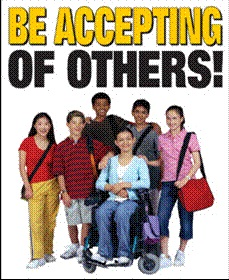 BE ACCEPTING
OF OTHERS!